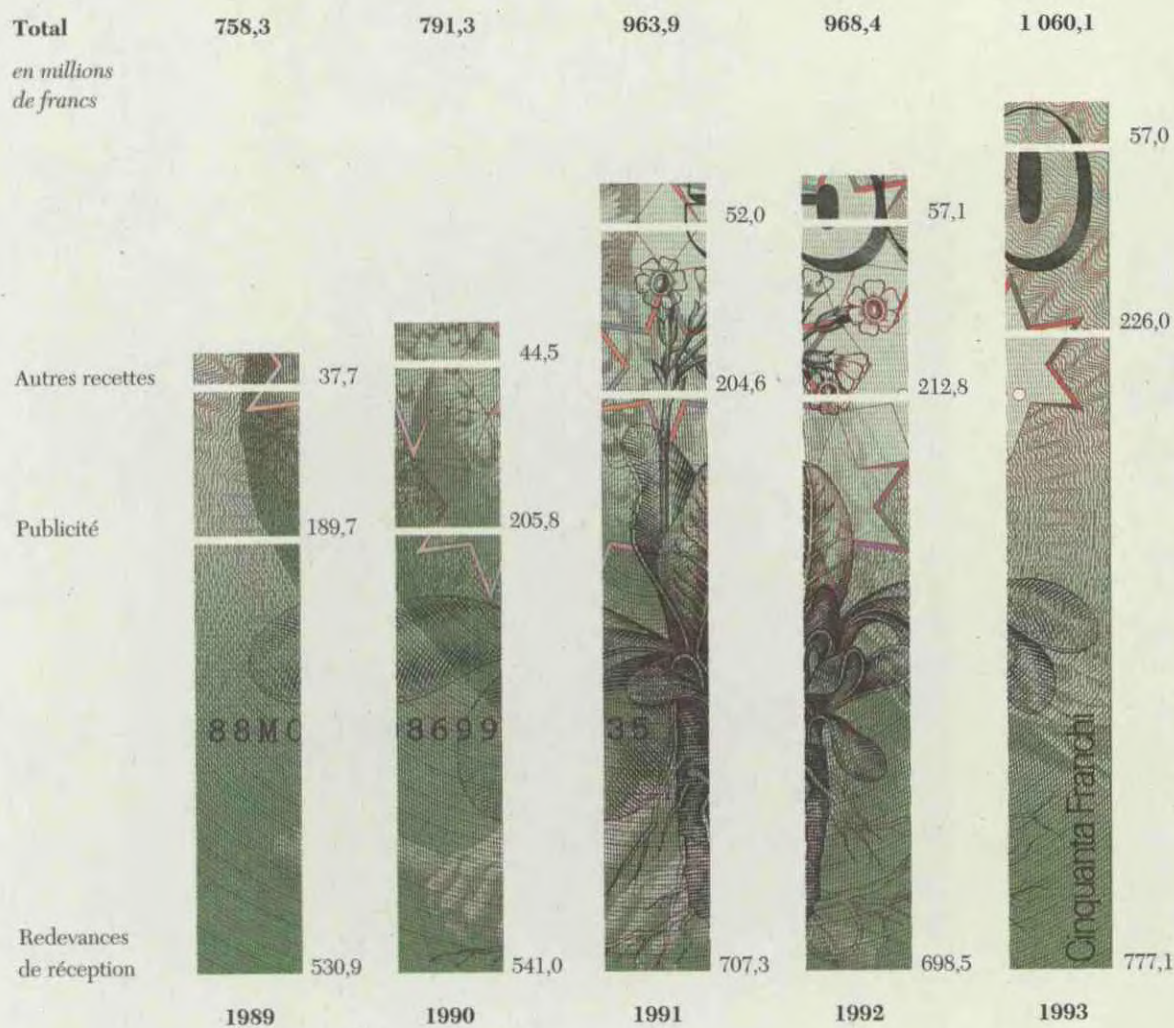 Total 758,3 791,3 963,9 968,4 1 060,1
en millions
de francs
57,0
52,0 57,1
226,0
44,5
Autres recettes 37,7 204,6 212,8
Publicité 189,7 205,8
88M 8699 35
Cinquanta Franchi
Redevances
de réception 530,9 541,0 707,3 698,5 777,1
1989 1990 1991 1992 1993